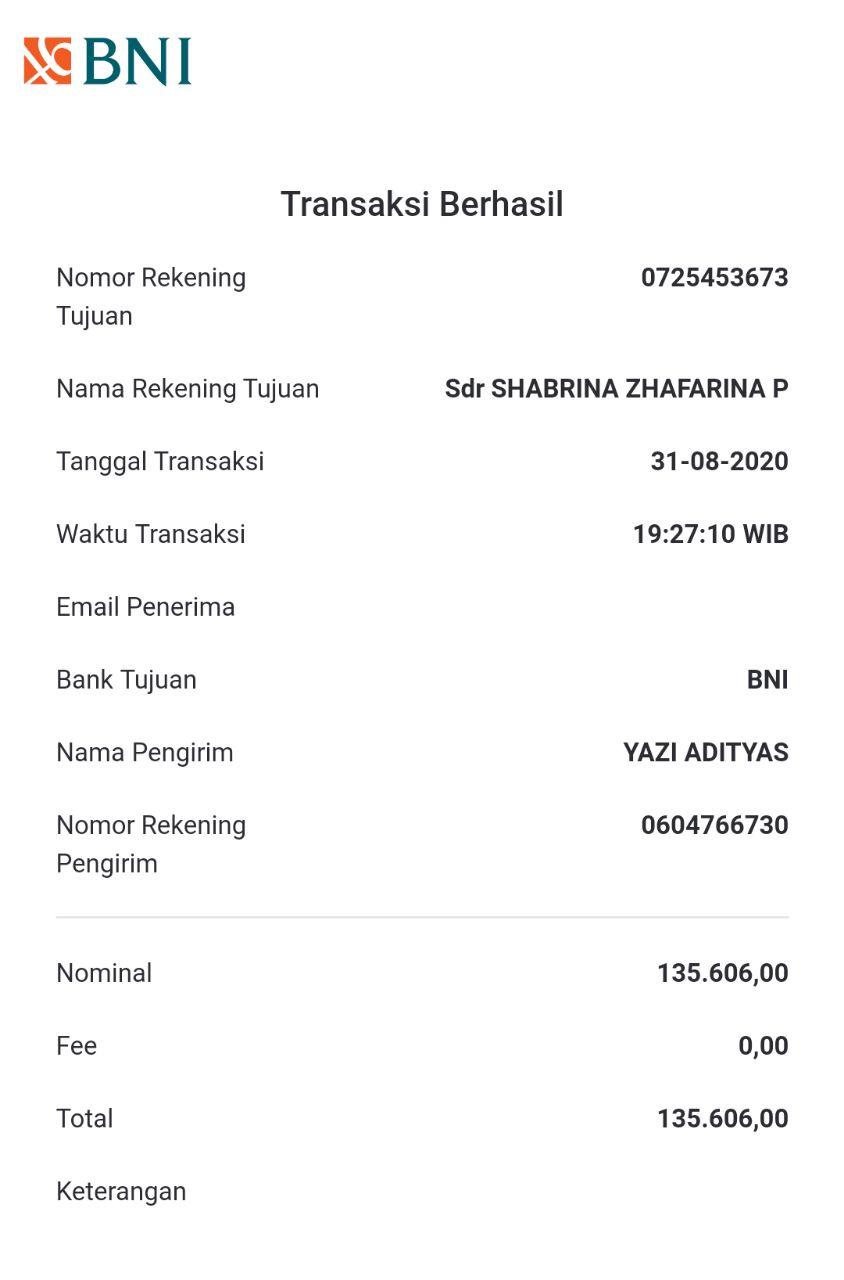 BNI
Transaksi Berhasil
Nomor Rekening Tujuan 0725453673
Nama Rekening Tujuan Sdr SHABRINA ZHAFARINA P
Tanggal Transaksi 31-08-2020
Waktu Transaksi 19:27:10 WIB
Email Penerima
Bank Tujuan BNI
Nama Pengirim YAZI ADITYAS
Nomor Rekening Pengirim 0604766730
Nominal 135.606,00
Fee 0,00
Total 135.606,00
Keterangan